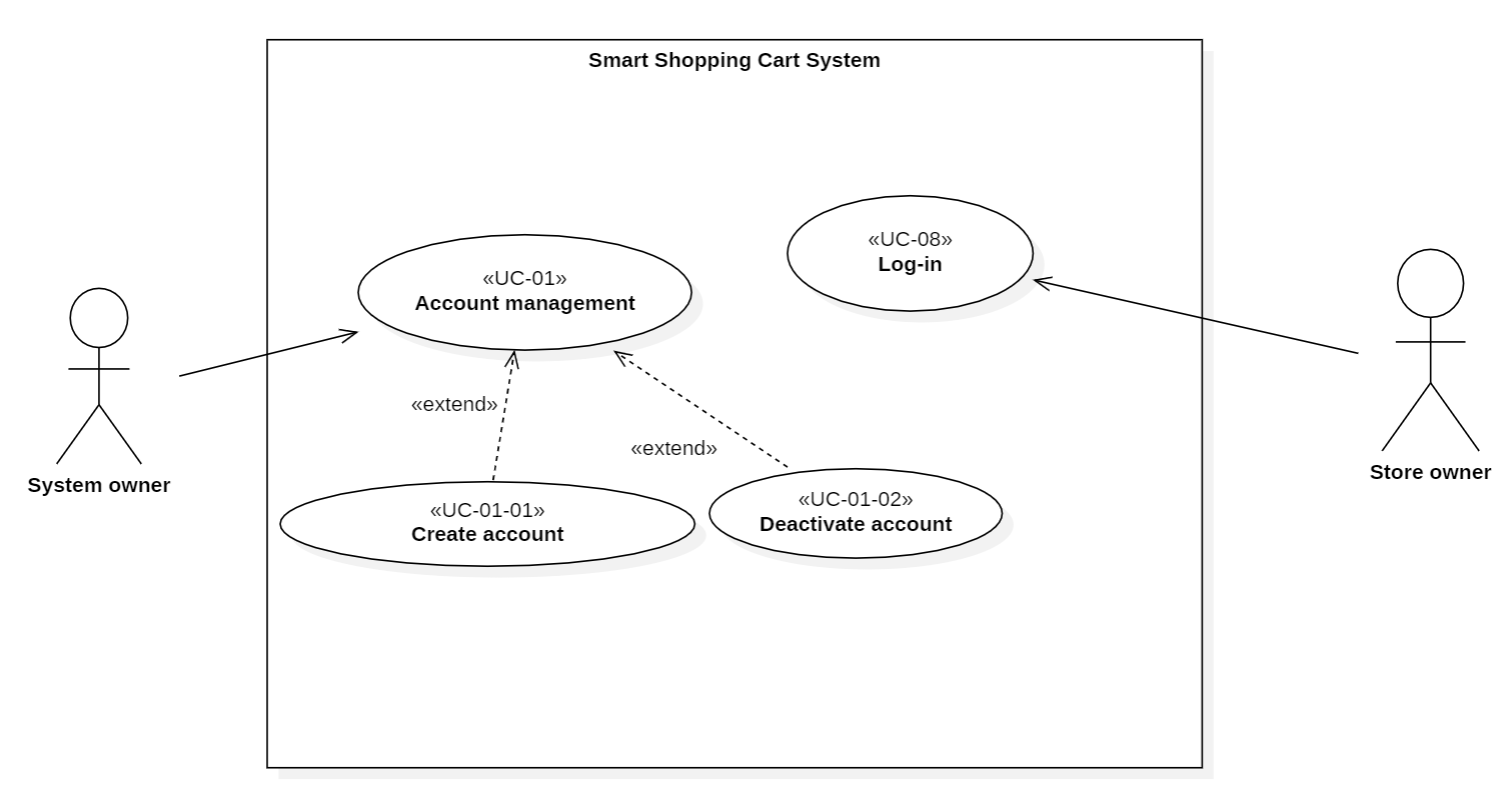 Smart Shopping Cart System
«UC-08»
Log-in
«UC-01»
Account management
«extend»
«extend»
System owner
Store owner
«UC-01-01»
Create account
«UC-01-02»
Deactivate account